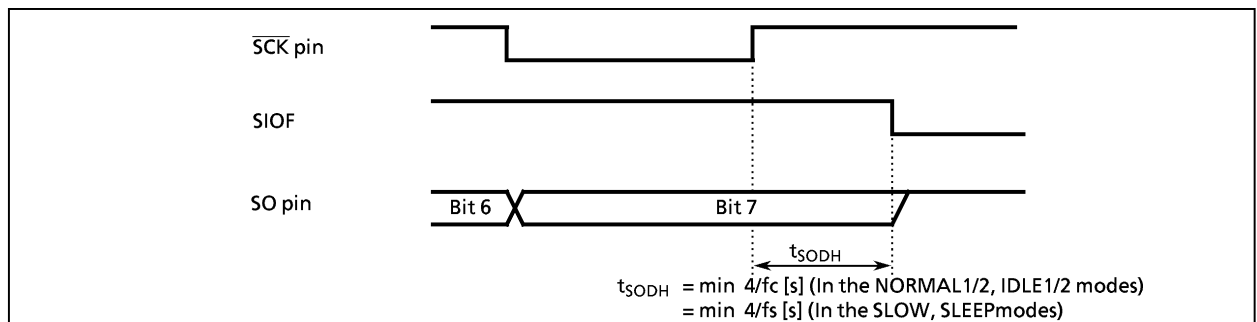 S̅C̅K̅ pin
SIOF
SO pin
Bit 6
Bit 7
tSODH
tSODH = min 4/fc [s] (In the NORMAL1/2, IDLE1/2 modes)
= min 4/fs [s] (In the SLOW, SLEEPmodes)